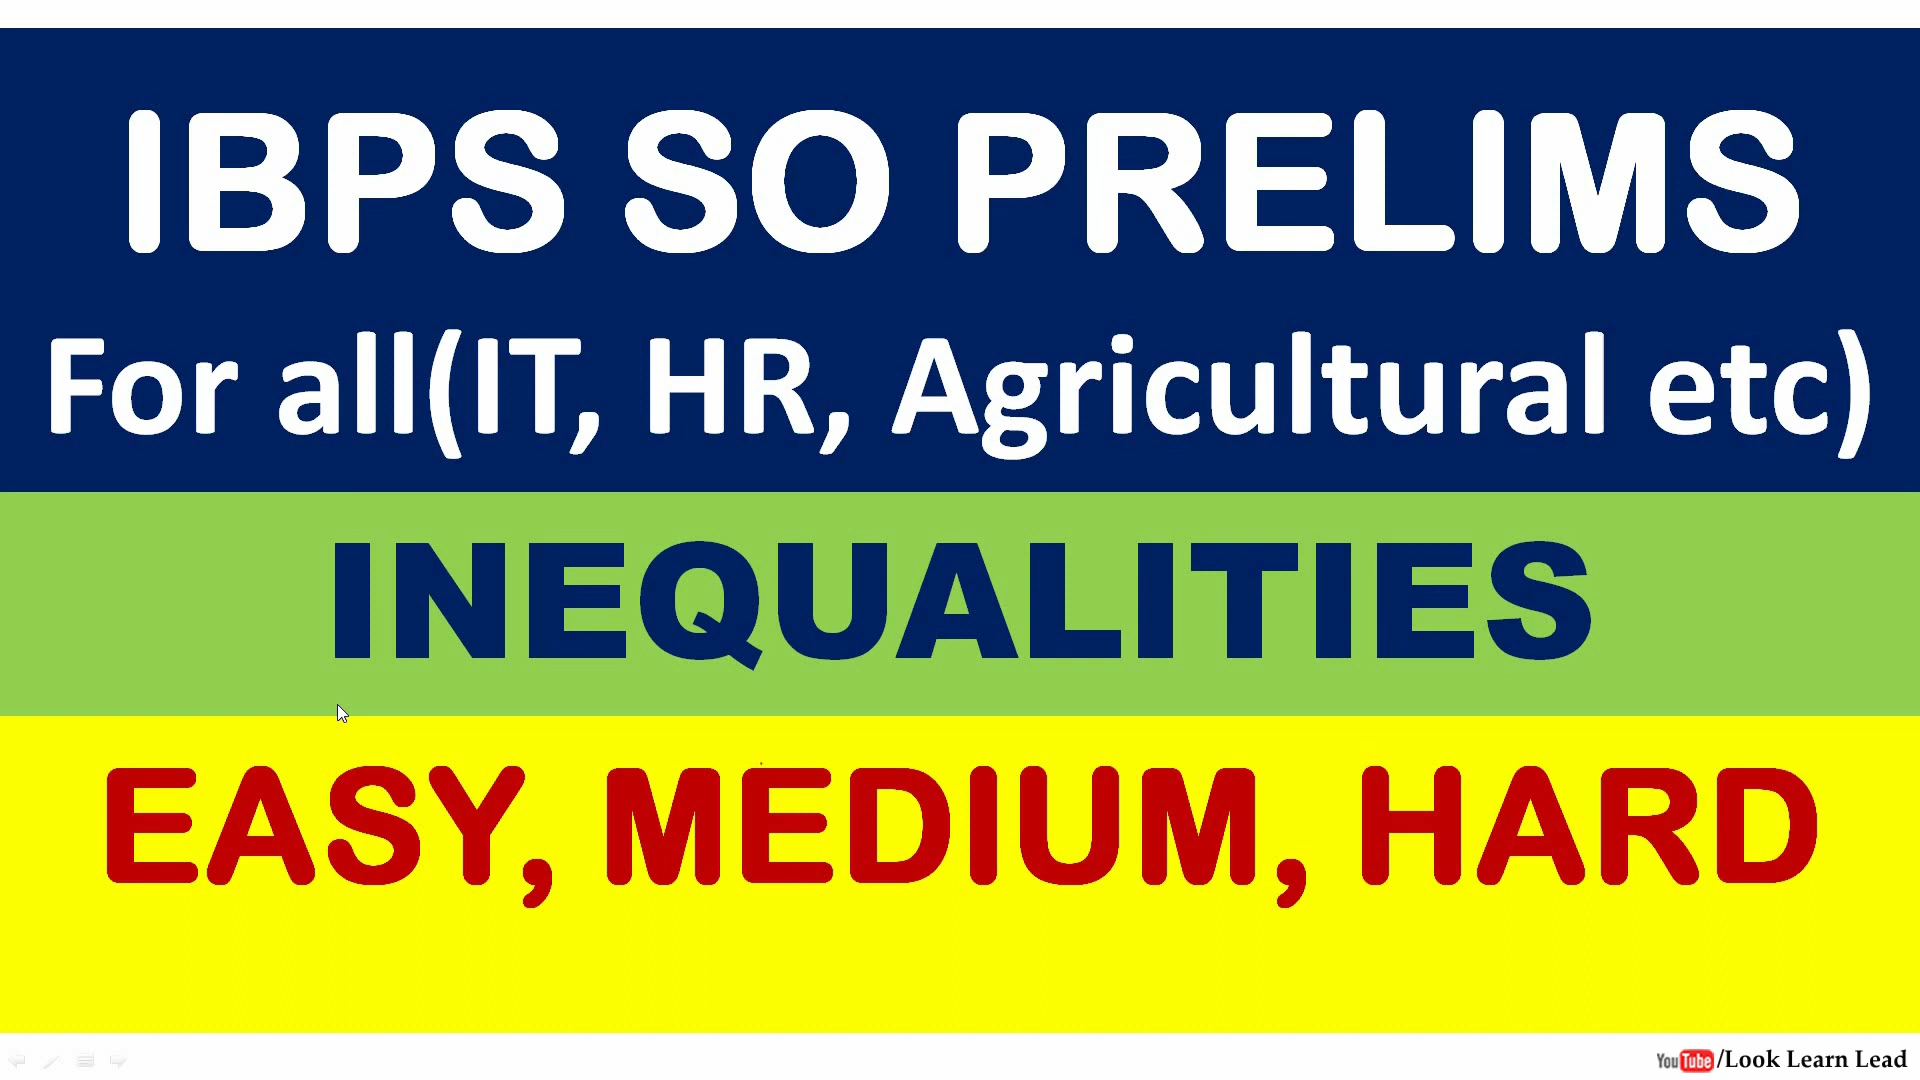 IBPS SO PRELIMS
For all(IT, HR, Agricultural etc)
INEQUALITIES
EASY, MEDIUM, HARD
YouTube/Look Learn Lead